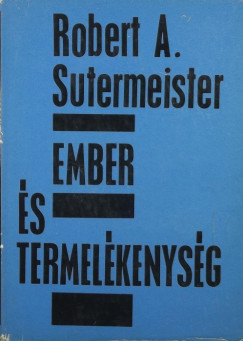 Robert A.
Sutermeister
EMBER
ÉS
TERMELÉKENYSÉG